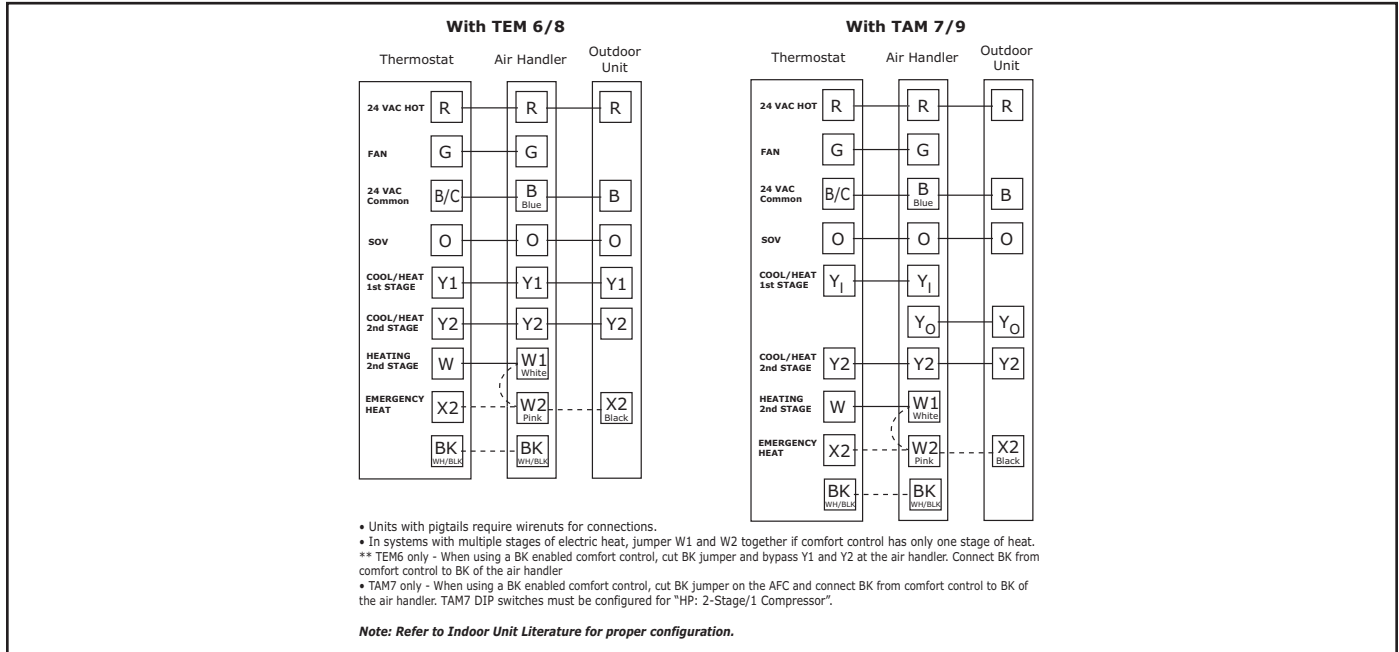 With TEM 6/8
Thermostat
Air Handler
Outdoor
Unit
24 VAC HOT R R R
FAN G G
24 VAC
Common B/C B B
Blue
SOV O O O
COOL/HEAT
1st STAGE Y1 Y1 Y1
COOL/HEAT
2nd STAGE Y2 Y2 Y2
HEATING
2nd STAGE W W1
White
EMERGENCY
HEAT X2 W2 X2
Pink Black
BK BK
WH/BLK WH/BLK
With TAM 7/9
Thermostat
Air Handler
Outdoor
Unit
24 VAC HOT R R R
FAN G G
24 VAC
Common B/C B B
Blue
SOV O O O
COOL/HEAT
1st STAGE YI YI
YO YO
COOL/HEAT
2nd STAGE Y2 Y2 Y2
HEATING
2nd STAGE W W1
White
EMERGENCY
HEAT X2 W2 X2
Pink Black
BK BK
WH/BLK WH/BLK
• Units with pigtails require wirenuts for connections.
• In systems with multiple stages of electric heat, jumper W1 and W2 together if comfort control has only one stage of heat.
** TEM6 only - When using a BK enabled comfort control, cut BK jumper and bypass Y1 and Y2 at the air handler. Connect BK from
comfort control to BK of the air handler
• TAM7 only - When using a BK enabled comfort control, cut BK jumper on the AFC and connect BK from comfort control to BK of
the air handler. TAM7 DIP switches must be configured for "HP: 2-Stage/1 Compressor".
Note: Refer to Indoor Unit Literature for proper configuration.